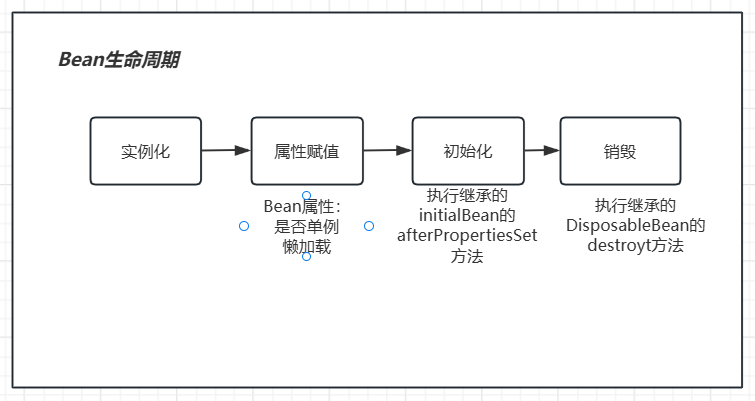 Bean生命周期
实例化
属性赋值
初始化
销毁
Bean属性：
是否单例
懒加载
执行继承的
initialBean的
afterPropertiesSet
方法
执行继承的
DisposableBean的
destroyt方法